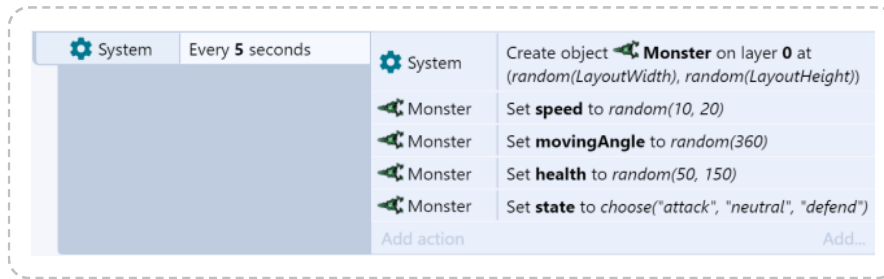 System Every 5 seconds
System Create object Monster on layer 0 at
(random(LayoutWidth), random(LayoutHeight))
Monster Set speed to random(10, 20)
Monster Set movingAngle to random(360)
Monster Set health to random(50, 150)
Monster Set state to choose("attack", "neutral", "defend")
Add action Add...